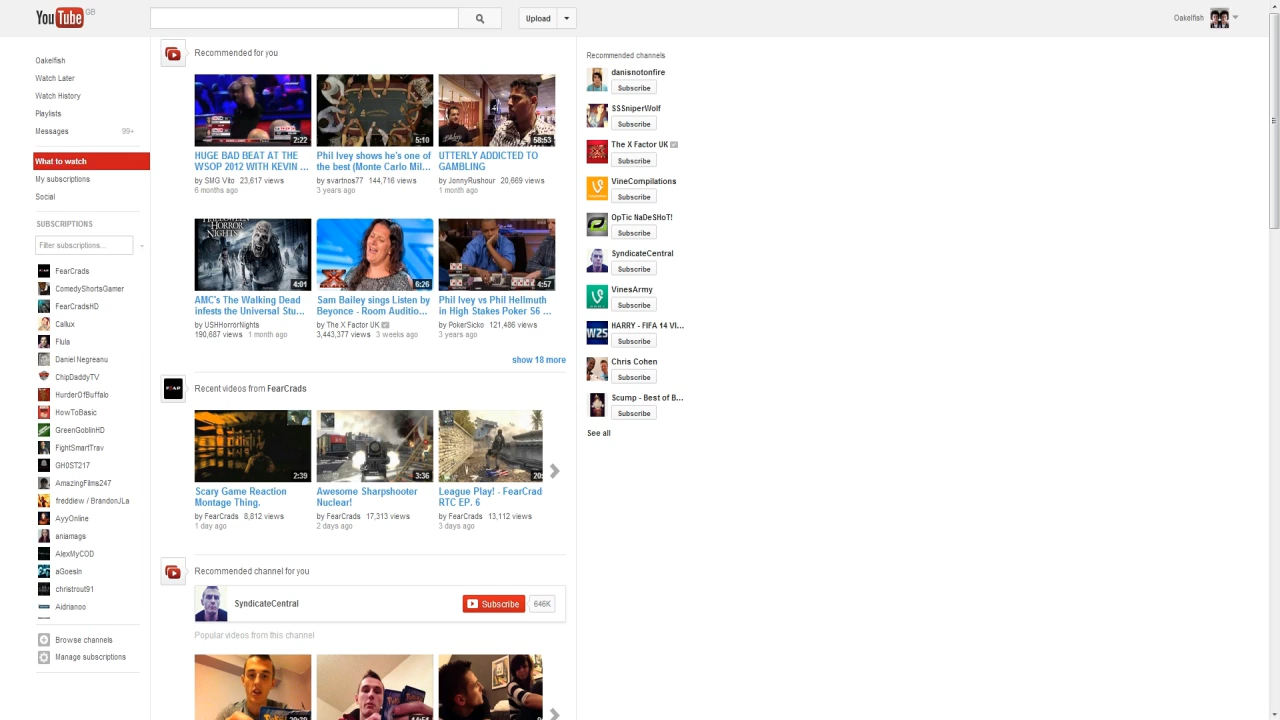 YouTube GB
Upload
Oakelfish
Oakelfish
Watch Later
Watch History
Playlists
Messages 99+
What to watch
My subscriptions
Social
SUBSCRIPTIONS
Filter subscriptions...
FearCrads
ComedyShortsGamer
FearCradsHD
Callux
Flula
Daniel Negreanu
ChipDaddyTV
HurderOfBuffalo
HowToBasic
GreenGoblinHD
FightSmartTrav
GH0ST217
AmazingFilms247
freddiew / BrandonJLa
AyyOnline
aniamags
AlexMyCOD
aGoesIn
christrout91
Aidrianoo
Browse channels
Manage subscriptions
Recommended for you
2:22
HUGE BAD BEAT AT THE
WSOP 2012 WITH KEVIN ...
by SMG Vito 23,617 views
6 months ago
5:10
Phil Ivey shows he's one of
the best (Monte Carlo Mil...
by svartnos77 144,716 views
3 years ago
58:53
UTTERLY ADDICTED TO
GAMBLING
by JonnyRushour 20,669 views
1 month ago
HALLOWEEN
HORROR
NIGHTS
4:01
AMC's The Walking Dead
infests the Universal Stu...
by USHHorrorNights
190,687 views 1 month ago
6:26
Sam Bailey sings Listen by
Beyonce - Room Auditio...
by The X Factor UK
3,443,377 views 3 weeks ago
4:57
Phil Ivey vs Phil Hellmuth
in High Stakes Poker S6 ...
by PokerSicko 121,486 views
3 years ago
show 18 more
Recent videos from FearCrads
2:39
Scary Game Reaction
Montage Thing.
by FearCrads 8,812 views
1 day ago
3:36
Awesome Sharpshooter
Nuclear!
by FearCrads 17,313 views
2 days ago
20:
League Play! - FearCrad
RTC EP. 6
by FearCrads 13,112 views
3 days ago
Recommended channel for you
SyndicateCentral
Subscribe 646K
Popular videos from this channel
Recommended channels
danisnotonfire
Subscribe
SSSniperWolf
Subscribe
The X Factor UK
Subscribe
VineCompilations
Subscribe
OpTic NaDeSHoT!
Subscribe
SyndicateCentral
Subscribe
VinesArmy
Subscribe
W2S
HARRY - FIFA 14 VI...
Subscribe
Chris Cohen
Subscribe
Scump - Best of B...
Subscribe
See all